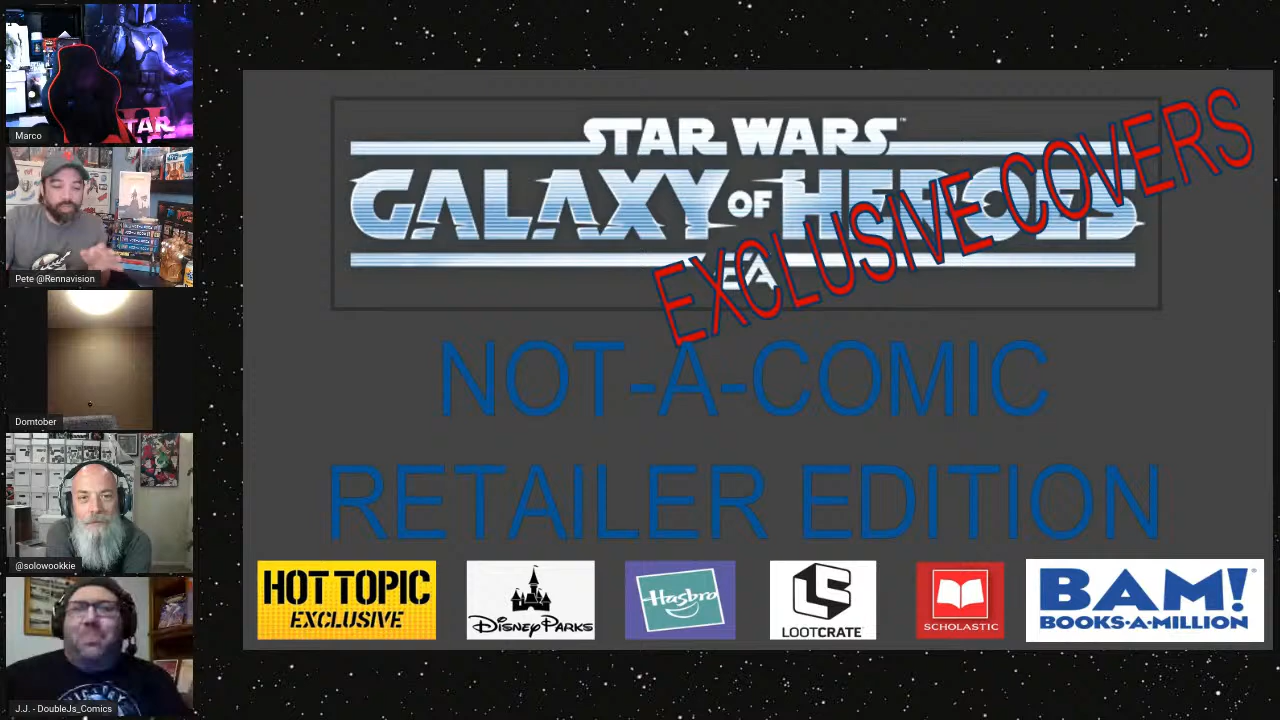 Marco
Pete @Rennavision
Domtober
@solowookkie
J.J. - DoubleJs_Comics
STAR WARS™
GALAXY OF HEROES
EA
EXCLUSIVE COVERS
NOT-A-COMIC
RETAILER EDITION
HOT TOPIC
EXCLUSIVE
Disney PARKS
Hasbro
LOOTCRATE
SCHOLASTIC
BAM!®
BOOKS·A·MILLION